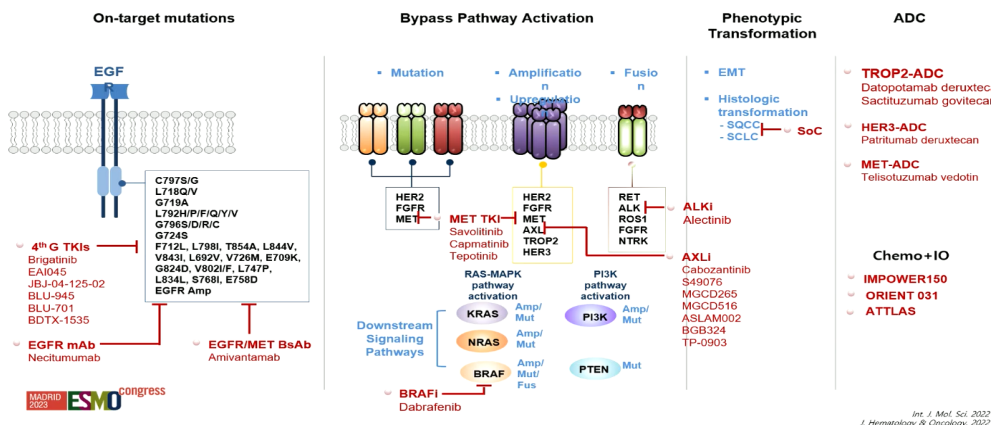 On-target mutations
EGF
R
C797S/G
L718Q/V
G719A
L792H/P/F/Q/Y/V
G796S/D/R/C
G724S
F712L, L798I, T854A, L844V,
V843I, L692V, V726M, E709K,
G824D, V802I/F, L747P,
L834L, S768I, E758D
EGFR Amp
4th G TKIs
Brigatinib
EAI045
JBJ-04-125-02
BLU-945
BLU-701
BDTX-1535
EGFR mAb
Necitumumab
EGFR/MET BsAb
Amivantamab
MADRID
2023
ESMO congress
Bypass Pathway Activation
Mutation
Amplificatio
n
Upregulatio
Fusio
n
HER2
FGFR
MET
MET TKI
Savolitinib
Capmatinib
Tepotinib
HER2
FGFR
MET
AXL
TROP2
HER3
RET
ALK
ROS1
FGFR
NTRK
ALKi
Alectinib
AXLi
Cabozantinib
S49076
MGCD265
MGCD516
ASLAM002
BGB324
TP-0903
RAS-MAPK
pathway
activation
PI3K
pathway
activation
Downstream
Signaling
Pathways
KRAS
Amp/
Mut
NRAS
Amp/
Mut
BRAF
Amp/
Mut/
Fus
PI3K
Amp/
Mut
PTEN
Mut
BRAFi
Dabrafenib
Phenotypic
Transformation
EMT
Histologic
transformation
- SQCC
- SCLC
SoC
ADC
TROP2-ADC
Datopotamab deruxtec
Sactituzumab govitecar
HER3-ADC
Patritumab deruxtecan
MET-ADC
Telisotuzumab vedotin
Chemo+IO
IMPOWER150
ORIENT 031
ATTLAS
Int. J. Mol. Sci. 2022
J. Hematology & Oncology. 2022